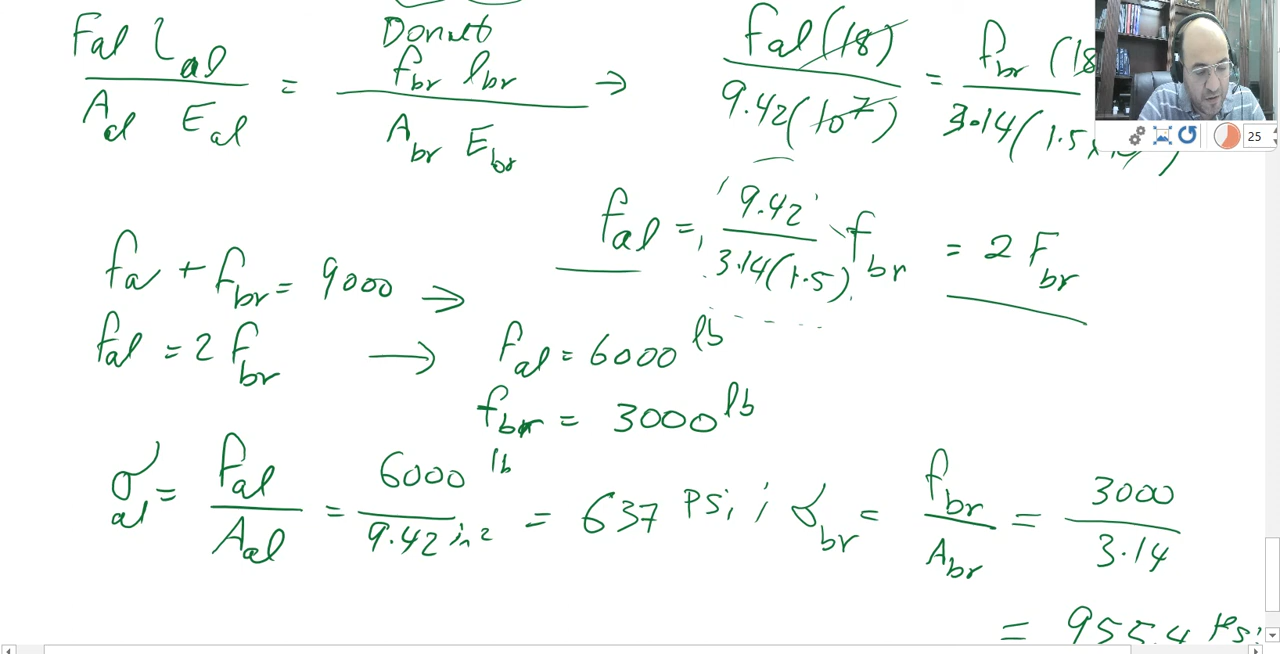 Donut
Fal lal / Aal Eal = fbr lbr / Abr Ebr → fal (18) / 9.42(10^7) = fbr (18 / 3.14(1.5x10
fal = 9.42 / 3.14(1.5) fbr = 2 Fbr
fa + fbr = 9000 →
fal = 2 Fbr → fal = 6000 lb
fbr = 3000 lb
σal = Fal / Aal = 6000 lb / 9.42 in2 = 637 PSi ; σbr = fbr / Abr = 3000 / 3.14
= 955.4 Psi
25